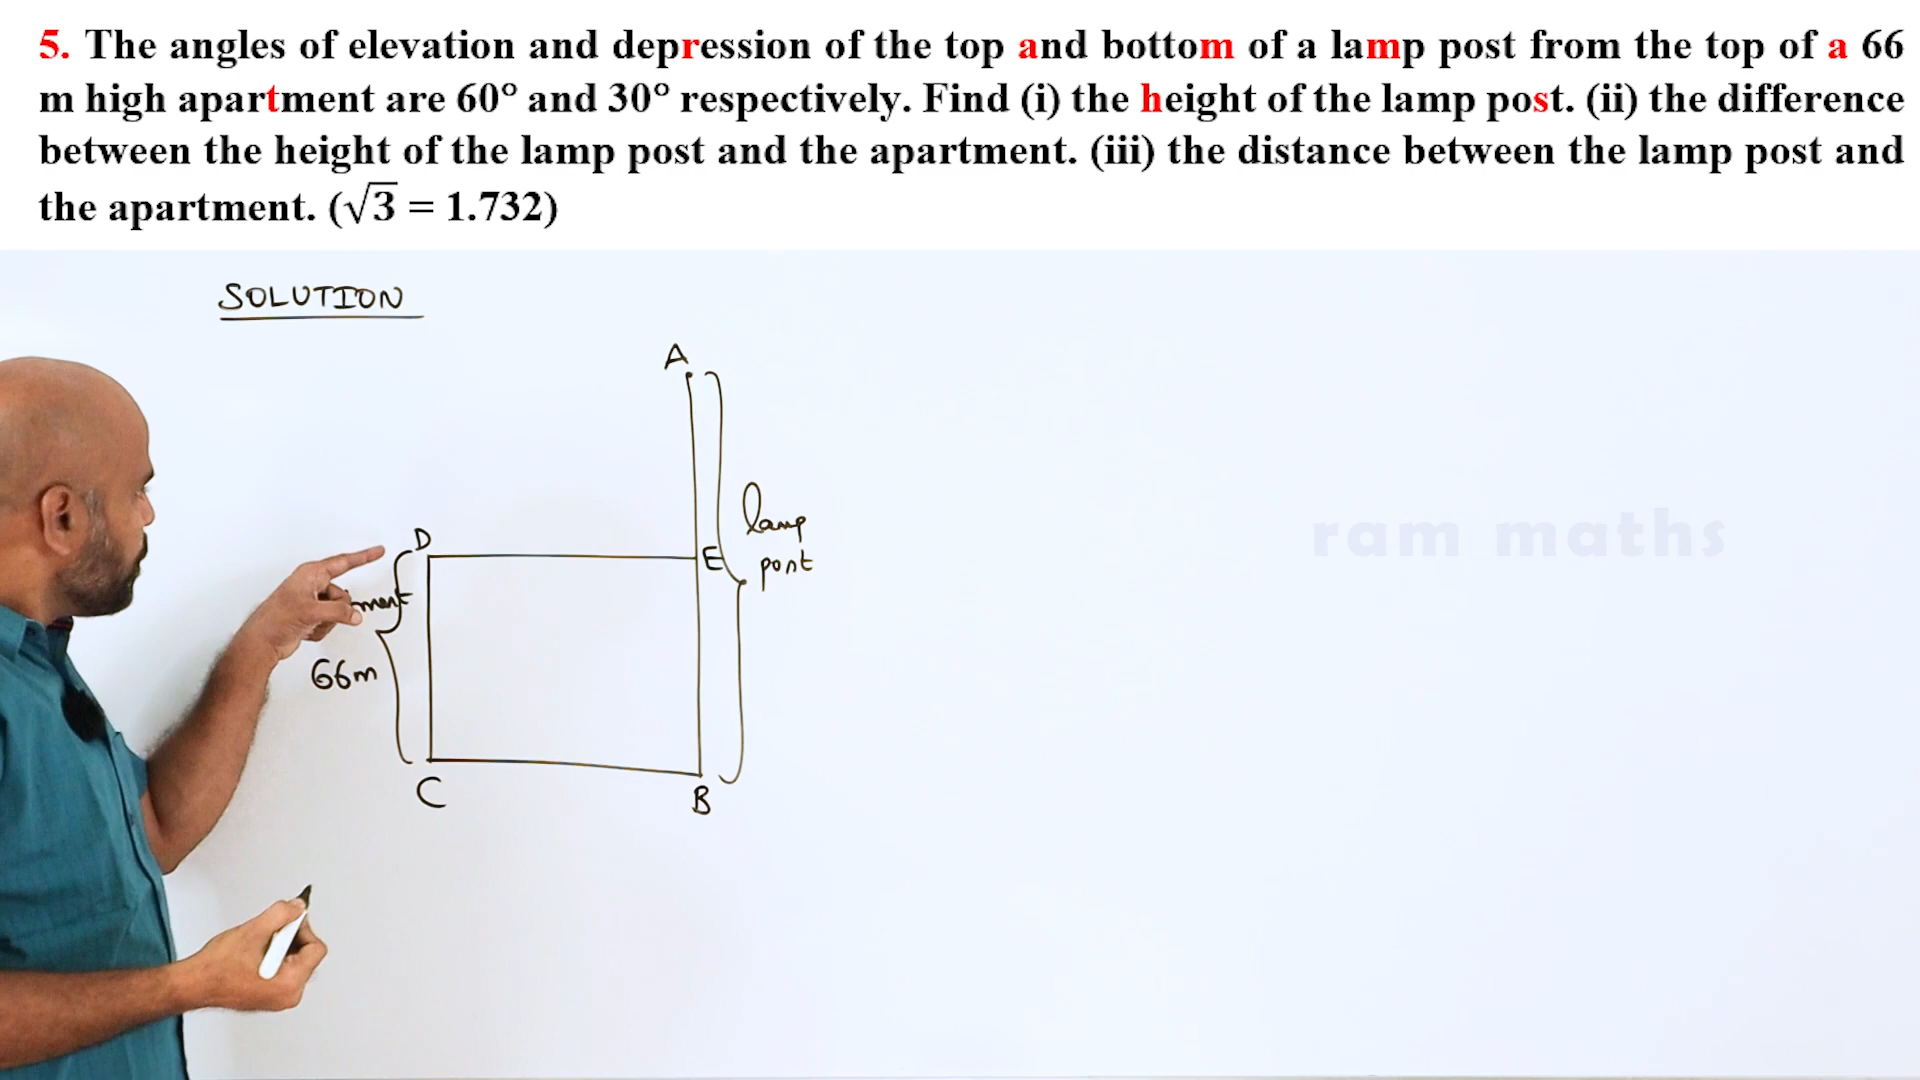 5. The angles of elevation and depression of the top and bottom of a lamp post from the top of a 66
m high apartment are 60° and 30° respectively. Find (i) the height of the lamp post. (ii) the difference
between the height of the lamp post and the apartment. (iii) the distance between the lamp post and
the apartment. (√3 = 1.732)
SOLUTION
A
lamp
post
D
E
ment
66m
C
B
ram maths